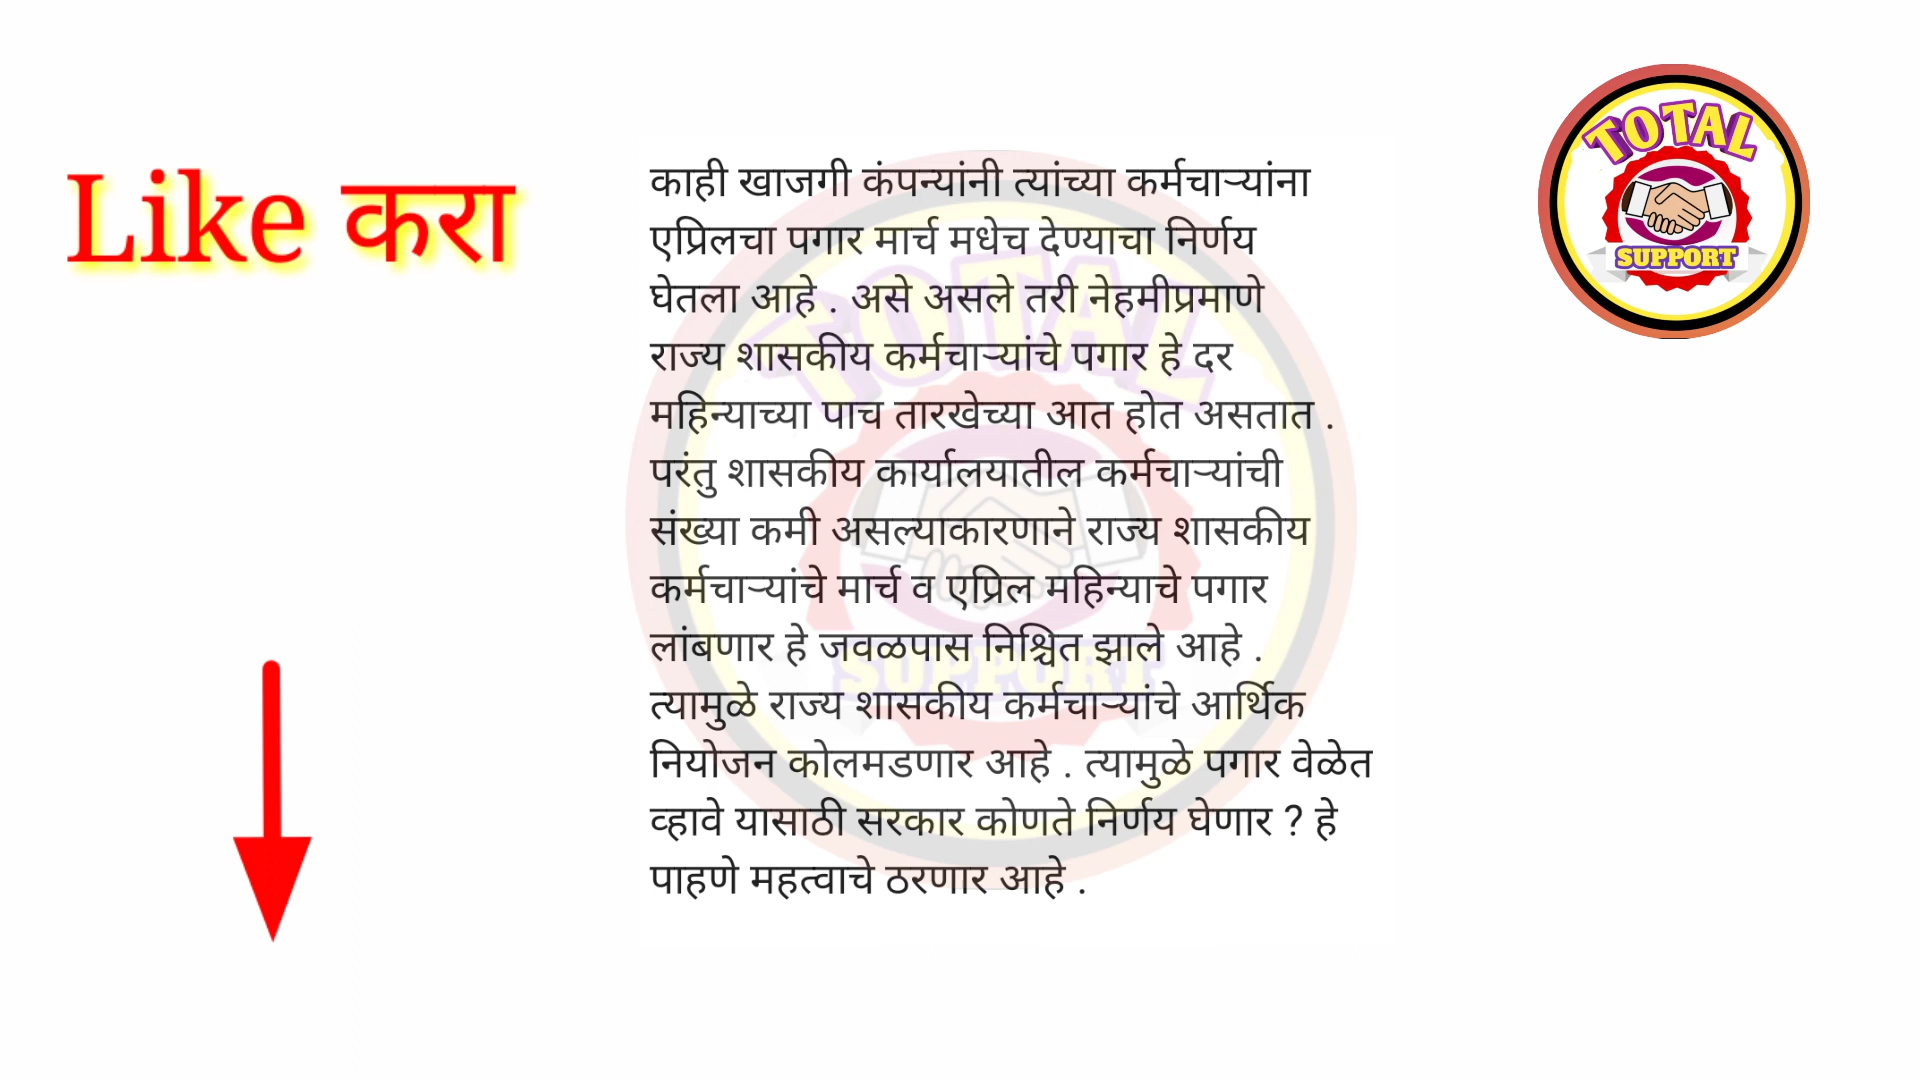 Like करा
काही खाजगी कंपन्यांनी त्यांच्या कर्मचाऱ्यांना
एप्रिलचा पगार मार्च मधेच देण्याचा निर्णय
घेतला आहे . असे असले तरी नेहमीप्रमाणे
राज्य शासकीय कर्मचाऱ्यांचे पगार हे दर
महिन्याच्या पाच तारखेच्या आत होत असतात .
परंतु शासकीय कार्यालयातील कर्मचाऱ्यांची
संख्या कमी असल्याकारणाने राज्य शासकीय
कर्मचाऱ्यांचे मार्च व एप्रिल महिन्याचे पगार
लांबणार हे जवळपास निश्चित झाले आहे .
त्यामुळे राज्य शासकीय कर्मचाऱ्यांचे आर्थिक
नियोजन कोलमडणार आहे . त्यामुळे पगार वेळेत
व्हावे यासाठी सरकार कोणते निर्णय घेणार ? हे
पाहणे महत्वाचे ठरणार आहे .
TOTAL
SUPPORT
TOTAL
SUPPORT